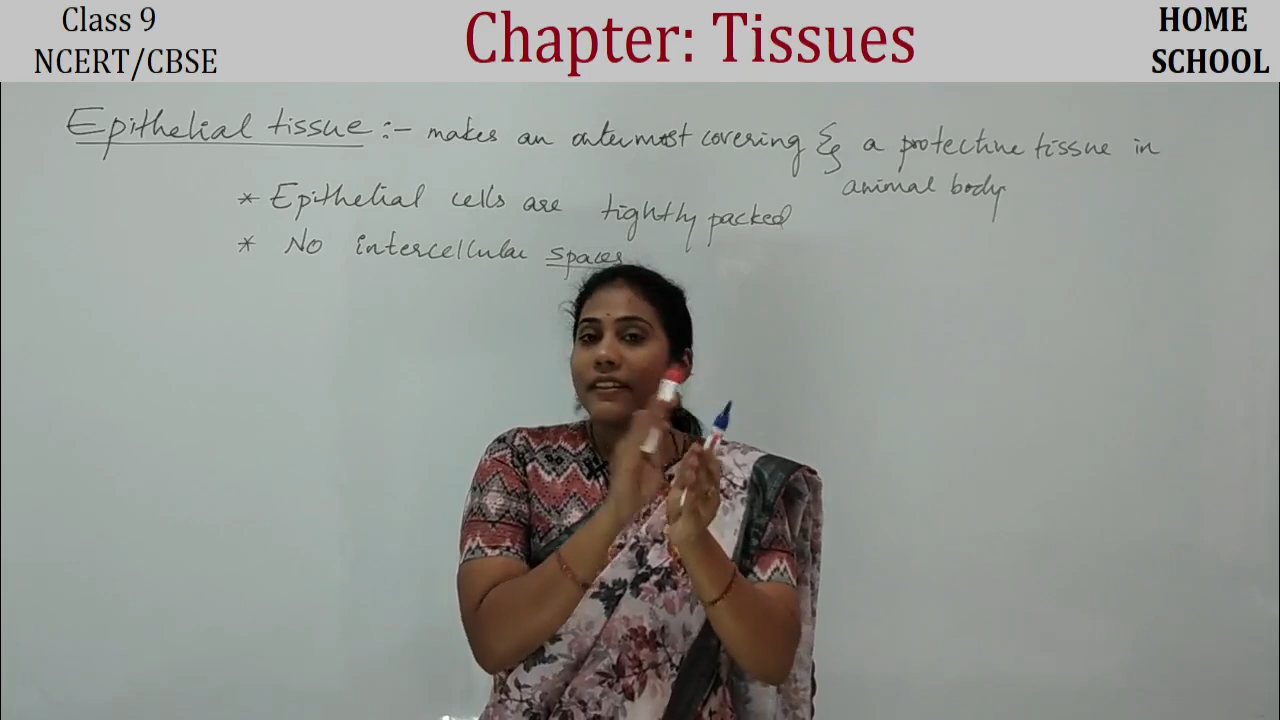 Class 9
NCERT/CBSE
Chapter: Tissues
HOME
SCHOOL
Epithelial tissue :- makes an outermost covering & a protective tissue in
animal body
* Epithelial cells are tightly packed
* No intercellular spaces